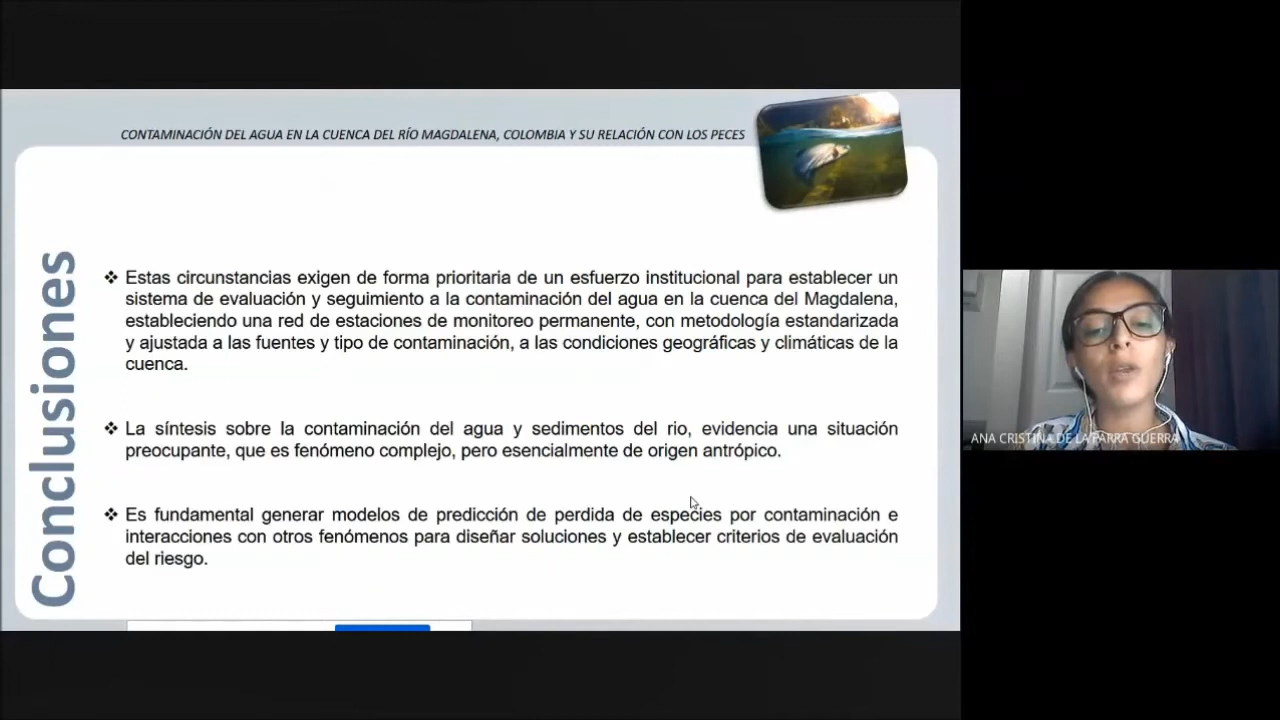 CONTAMINACIÓN DEL AGUA EN LA CUENCA DEL RÍO MAGDALENA, COLOMBIA Y SU RELACIÓN CON LOS PECES
Conclusiones
❖ Estas circunstancias exigen de forma prioritaria de un esfuerzo institucional para establecer un
sistema de evaluación y seguimiento a la contaminación del agua en la cuenca del Magdalena,
estableciendo una red de estaciones de monitoreo permanente, con metodología estandarizada
y ajustada a las fuentes y tipo de contaminación, a las condiciones geográficas y climáticas de la
cuenca.
❖ La síntesis sobre la contaminación del agua y sedimentos del rio, evidencia una situación
preocupante, que es fenómeno complejo, pero esencialmente de origen antrópico.
❖ Es fundamental generar modelos de predicción de perdida de especies por contaminación e
interacciones con otros fenómenos para diseñar soluciones y establecer criterios de evaluación
del riesgo.
ANA CRISTINA DE LA PARRA GUERRA